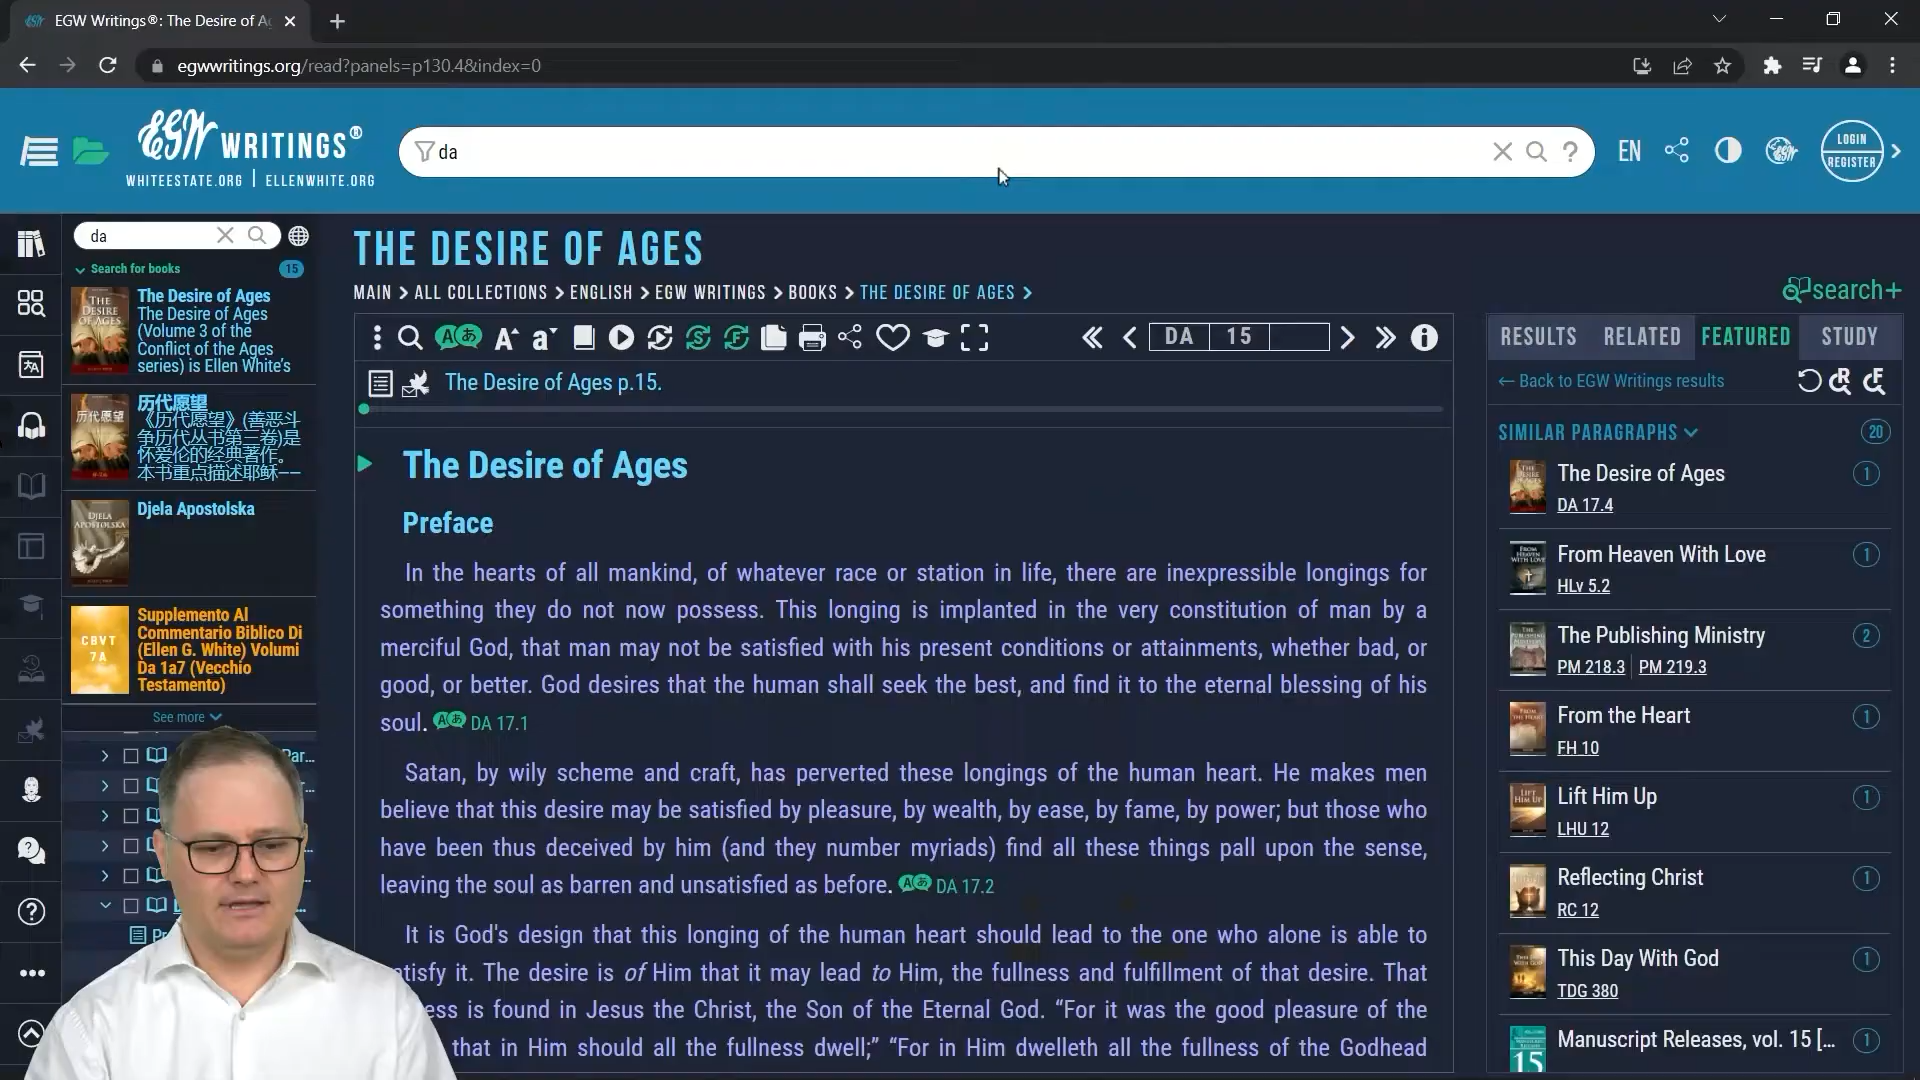 EGW Writings®: The Desire of A
egwwritings.org/read?panels=p130.4&index=0
EGW WRITINGS®
WHITEESTATE.ORG | ELLENWHITE.ORG
da
EN
LOGIN
REGISTER
da
Search for books
15
THE DESIRE OF AGES
The Desire of Ages
The Desire of Ages
(Volume 3 of the
Conflict of the Ages
series) is Ellen White's
历代愿望
历代愿望
《历代愿望》(善恶斗
争历代丛书第三卷)是
怀爱伦的经典著作。
本书重点描述耶稣——
DJELA APOSTOLSKA
Djela Apostolska
CBVT
7A
Supplemento Al
Commentario Biblico Di
(Ellen G. White) Volumi
Da 1a7 (Vecchio
Testamento)
See more
Par...
THE DESIRE OF AGES
MAIN > ALL COLLECTIONS > ENGLISH > EGW WRITINGS > BOOKS > THE DESIRE OF AGES >
DA 15
The Desire of Ages p.15.
The Desire of Ages
Preface
In the hearts of all mankind, of whatever race or station in life, there are inexpressible longings for
something they do not now possess. This longing is implanted in the very constitution of man by a
merciful God, that man may not be satisfied with his present conditions or attainments, whether bad, or
good, or better. God desires that the human shall seek the best, and find it to the eternal blessing of his
soul. DA 17.1
Satan, by wily scheme and craft, has perverted these longings of the human heart. He makes men
believe that this desire may be satisfied by pleasure, by wealth, by ease, by fame, by power; but those who
have been thus deceived by him (and they number myriads) find all these things pall upon the sense,
leaving the soul as barren and unsatisfied as before. DA 17.2
It is God's design that this longing of the human heart should lead to the one who alone is able to
tisfy it. The desire is of Him that it may lead to Him, the fullness and fulfillment of that desire. That
ess is found in Jesus the Christ, the Son of the Eternal God. “For it was the good pleasure of the
that in Him should all the fullness dwell;” “For in Him dwelleth all the fullness of the Godhead
search+
RESULTS RELATED FEATURED STUDY
← Back to EGW Writings results
SIMILAR PARAGRAPHS 20
The Desire of Ages 1
DA 17.4
From Heaven With Love 1
HLv 5.2
The Publishing Ministry 2
PM 218.3 | PM 219.3
From the Heart 1
FH 10
Lift Him Up 1
LHU 12
Reflecting Christ 1
RC 12
This Day With God 1
TDG 380
Manuscript Releases, vol. 15 [... 1
15